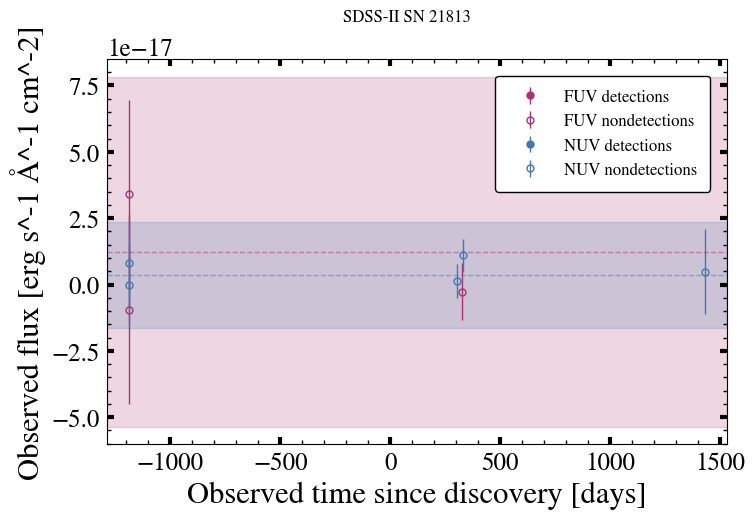 SDSS-II SN 21813
1e−17
7.5
5.0
2.5
0.0
−2.5
−5.0
Observed flux [erg s^-1 Å^-1 cm^-2]
FUV detections
FUV nondetections
NUV detections
NUV nondetections
−1000
−500
0
500
1000
1500
Observed time since discovery [days]